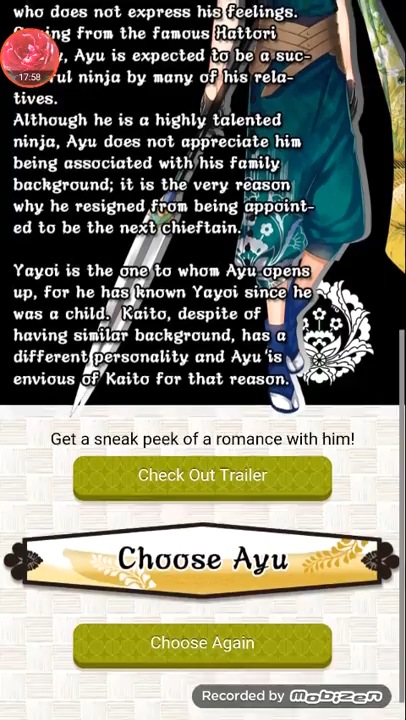 who does not express his feelings.
from the famous Hattori
Ayu is expected to be a suc-
ful ninja by many of his rela-
tives.
Although he is a highly talented
ninja, Ayu does not appreciate him
being associated with his family
background; it is the very reason
why he resigned from being appoint-
ed to be the next chieftain.
Yayoi is the one to whom Ayu opens
up, for he has known Yayoi since he
was a child. Kaito, despite of
having similar background, has a
different personality and Ayu is
envious of Kaito for that reason.
17:58
Get a sneak peek of a romance with him!
Check Out Trailer
Choose Ayu
Choose Again
Recorded by Mobizen